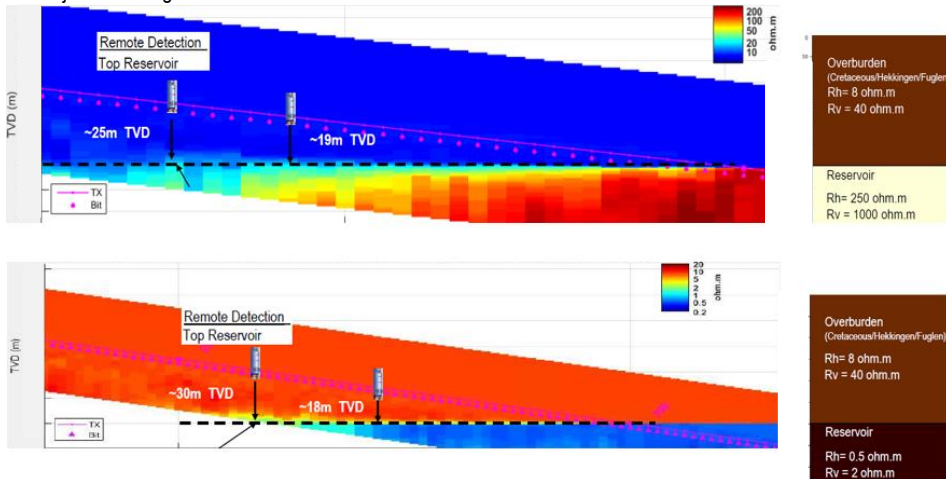 200
100
50
20
10
ohm.m
Remote Detection
Top Reservoir
TVD (m)
~25m TVD
~19m TVD
TX
Bit
Overburden
(Cretaceous/Hekkingen/Fuglen
Rh= 8 ohm.m
Rv = 40 ohm.m
Reservoir
Rh= 250 ohm.m
Rv = 1000 ohm.m
20
10
5
2
1
0.5
0.2
ohm.m
Remote Detection
Top Reservoir
TVD (m)
~30m TVD
~18m TVD
TX
Bit
Overburden
(Cretaceous/Hekkingen/Fuglen)
Rh= 8 ohm.m
Rv = 40 ohm.m
Reservoir
Rh= 0.5 ohm.m
Rv = 2 ohm.m